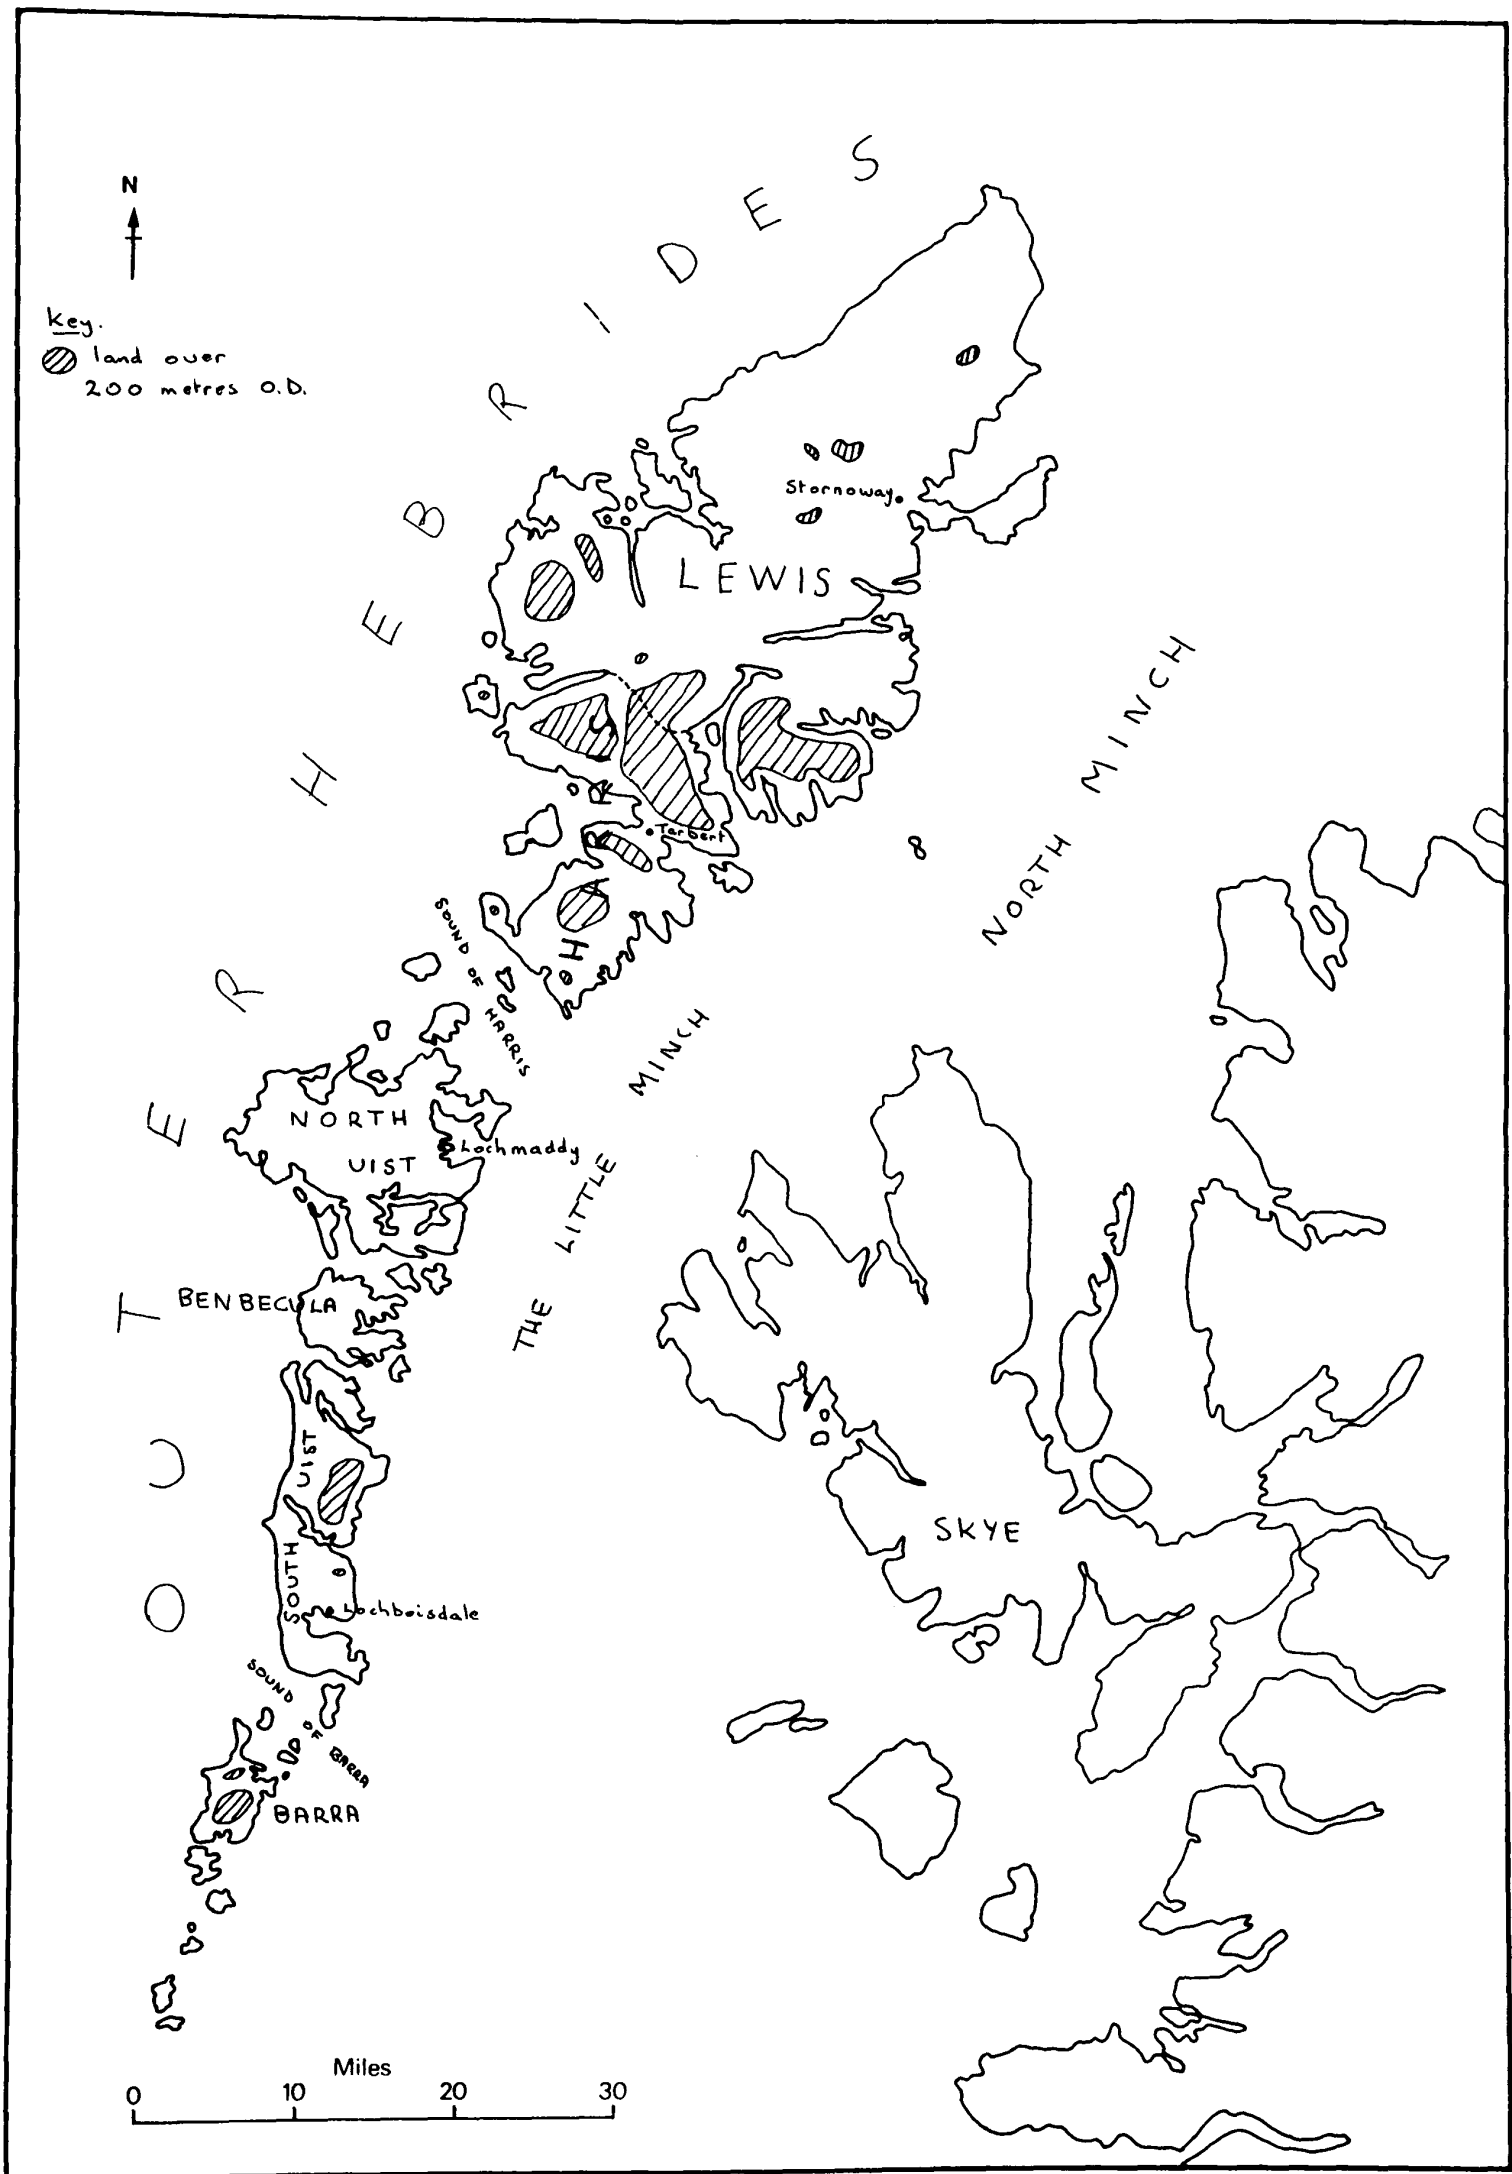 N
Key.
land over
200 metres O.D.
OUTER HEBRIDES
Stornoway
LEWIS
HARRIS
Tarbert
NORTH MINCH
SOUND OF HARRIS
THE LITTLE MINCH
NORTH
UIST
Lochmaddy
BENBECULA
SOUTH UIST
Lochboisdale
SKYE
SOUND OF BARRA
BARRA
Miles
0 10 20 30